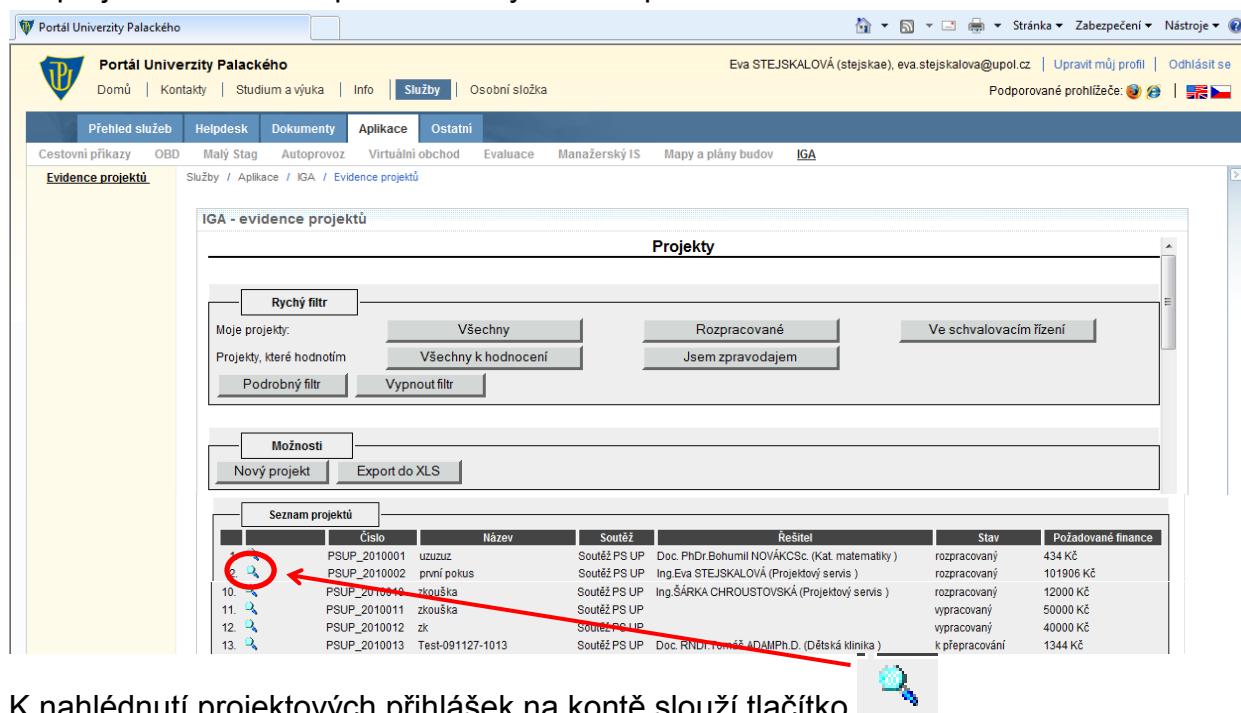 Portál Univerzity Palackého
Stránka Zabezpečení Nástroje
Portál Univerzity Palackého
Eva STEJSKALOVÁ (stejskae), eva.stejskalova@upol.cz | Upravit můj profil | Odhlásit se
Domů | Kontakty | Studium a výuka | Info | Služby | Osobní složka
Podporované prohlížeče: |
Přehled služeb Helpdesk Dokumenty Aplikace Ostatní
Cestovní příkazy OBD Malý Stag Autoprovoz Virtuální obchod Evaluace Manažerský IS Mapy a plány budov IGA
Evidence projektů
Služby / Aplikace / IGA / Evidence projektů
IGA - evidence projektů
Projekty
Rychý filtr
Moje projekty: Všechny Rozpracované Ve schvalovacím řízení
Projekty, které hodnotím Všechny k hodnocení Jsem zpravodajem
Podrobný filtr Vypnout filtr
Možnosti
Nový projekt Export do XLS
Seznam projektů
Číslo Název Soutěž Řešitel Stav Požadované finance
1. PSUP_2010001 uzuzuz Soutěž PS UP Doc. PhDr.Bohumil NOVÁKCSc. (Kat. matematiky ) rozpracovaný 434 Kč
2. PSUP_2010002 první pokus Soutěž PS UP Ing.Eva STEJSKALOVÁ (Projektový servis ) rozpracovaný 101906 Kč
10. PSUP_2010010 zkouška Soutěž PS UP Ing.ŠÁRKA CHROUSTOVSKÁ (Projektový servis ) rozpracovaný 12000 Kč
11. PSUP_2010011 zkouška Soutěž PS UP vypracovaný 50000 Kč
12. PSUP_2010012 zk Soutěž PS UP vypracovaný 40000 Kč
13. PSUP_2010013 Test-091127-1013 Soutěž PS UP Doc. RNDr.Tomáš ADAMPh.D. (Dětská klinika ) k přepracování 1344 Kč
K nahlédnutí projektových přihlášek na kontě slouží tlačítko